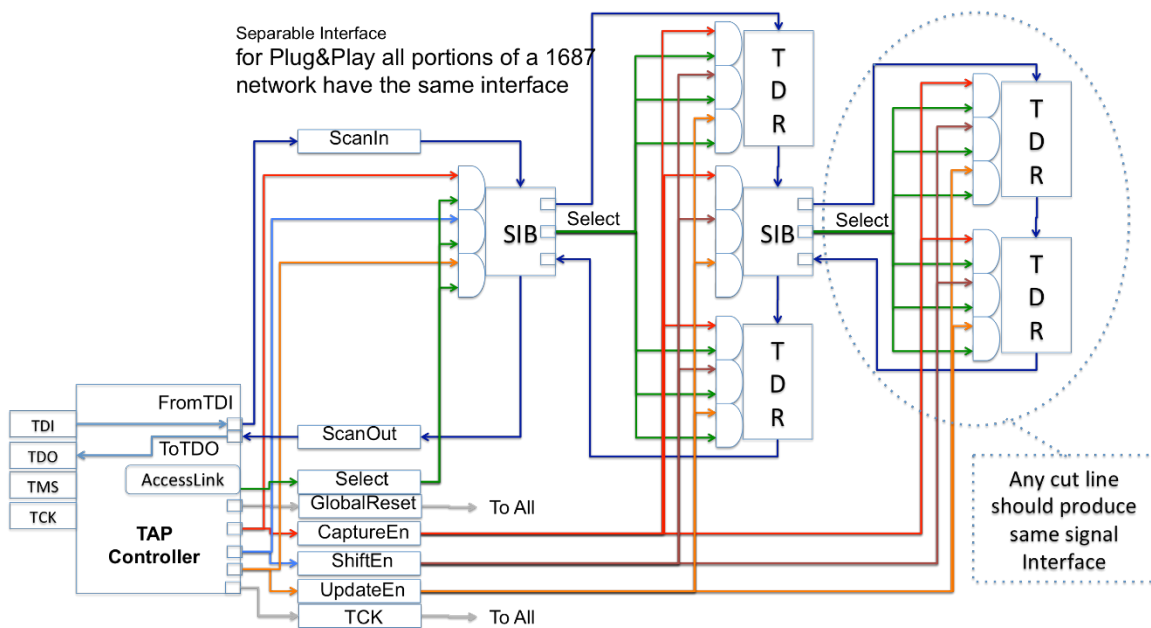 Separable Interface
for Plug&Play all portions of a 1687
network have the same interface
T
D
R
T
D
R
ScanIn
SIB
Select
SIB
Select
T
D
R
T
D
R
FromTDI
TDI
ToTDO
TDO
ScanOut
AccessLink
TMS
Select
TCK
GlobalReset
To All
TAP
Controller
CaptureEn
ShiftEn
UpdateEn
TCK
To All
Any cut line
should produce
same signal
Interface